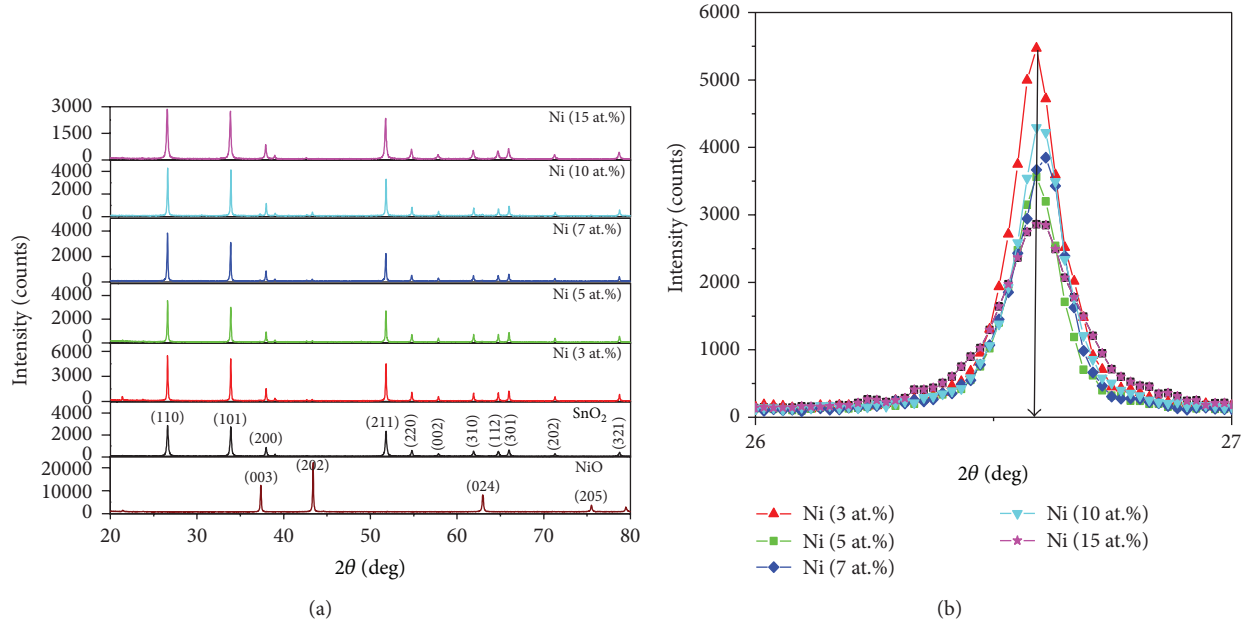 3000
1500
0
Ni (15 at.%)
4000
2000
0
Ni (10 at.%)
4000
2000
0
Ni (7 at.%)
4000
2000
0
Ni (5 at.%)
6000
3000
0
Ni (3 at.%)
4000
2000
0
SnO2
(110)
(101)
(200)
(211)
(220)
(002)
(310)
(112)
(301)
(202)
(321)
20000
10000
0
NiO
(003)
(202)
(024)
(205)
20 30 40 50 60 70 80
2θ (deg)
Intensity (counts)
(a)
6000
5000
4000
3000
2000
1000
0
26 27
2θ (deg)
Intensity (counts)
Ni (3 at.%)
Ni (5 at.%)
Ni (7 at.%)
Ni (10 at.%)
Ni (15 at.%)
(b)